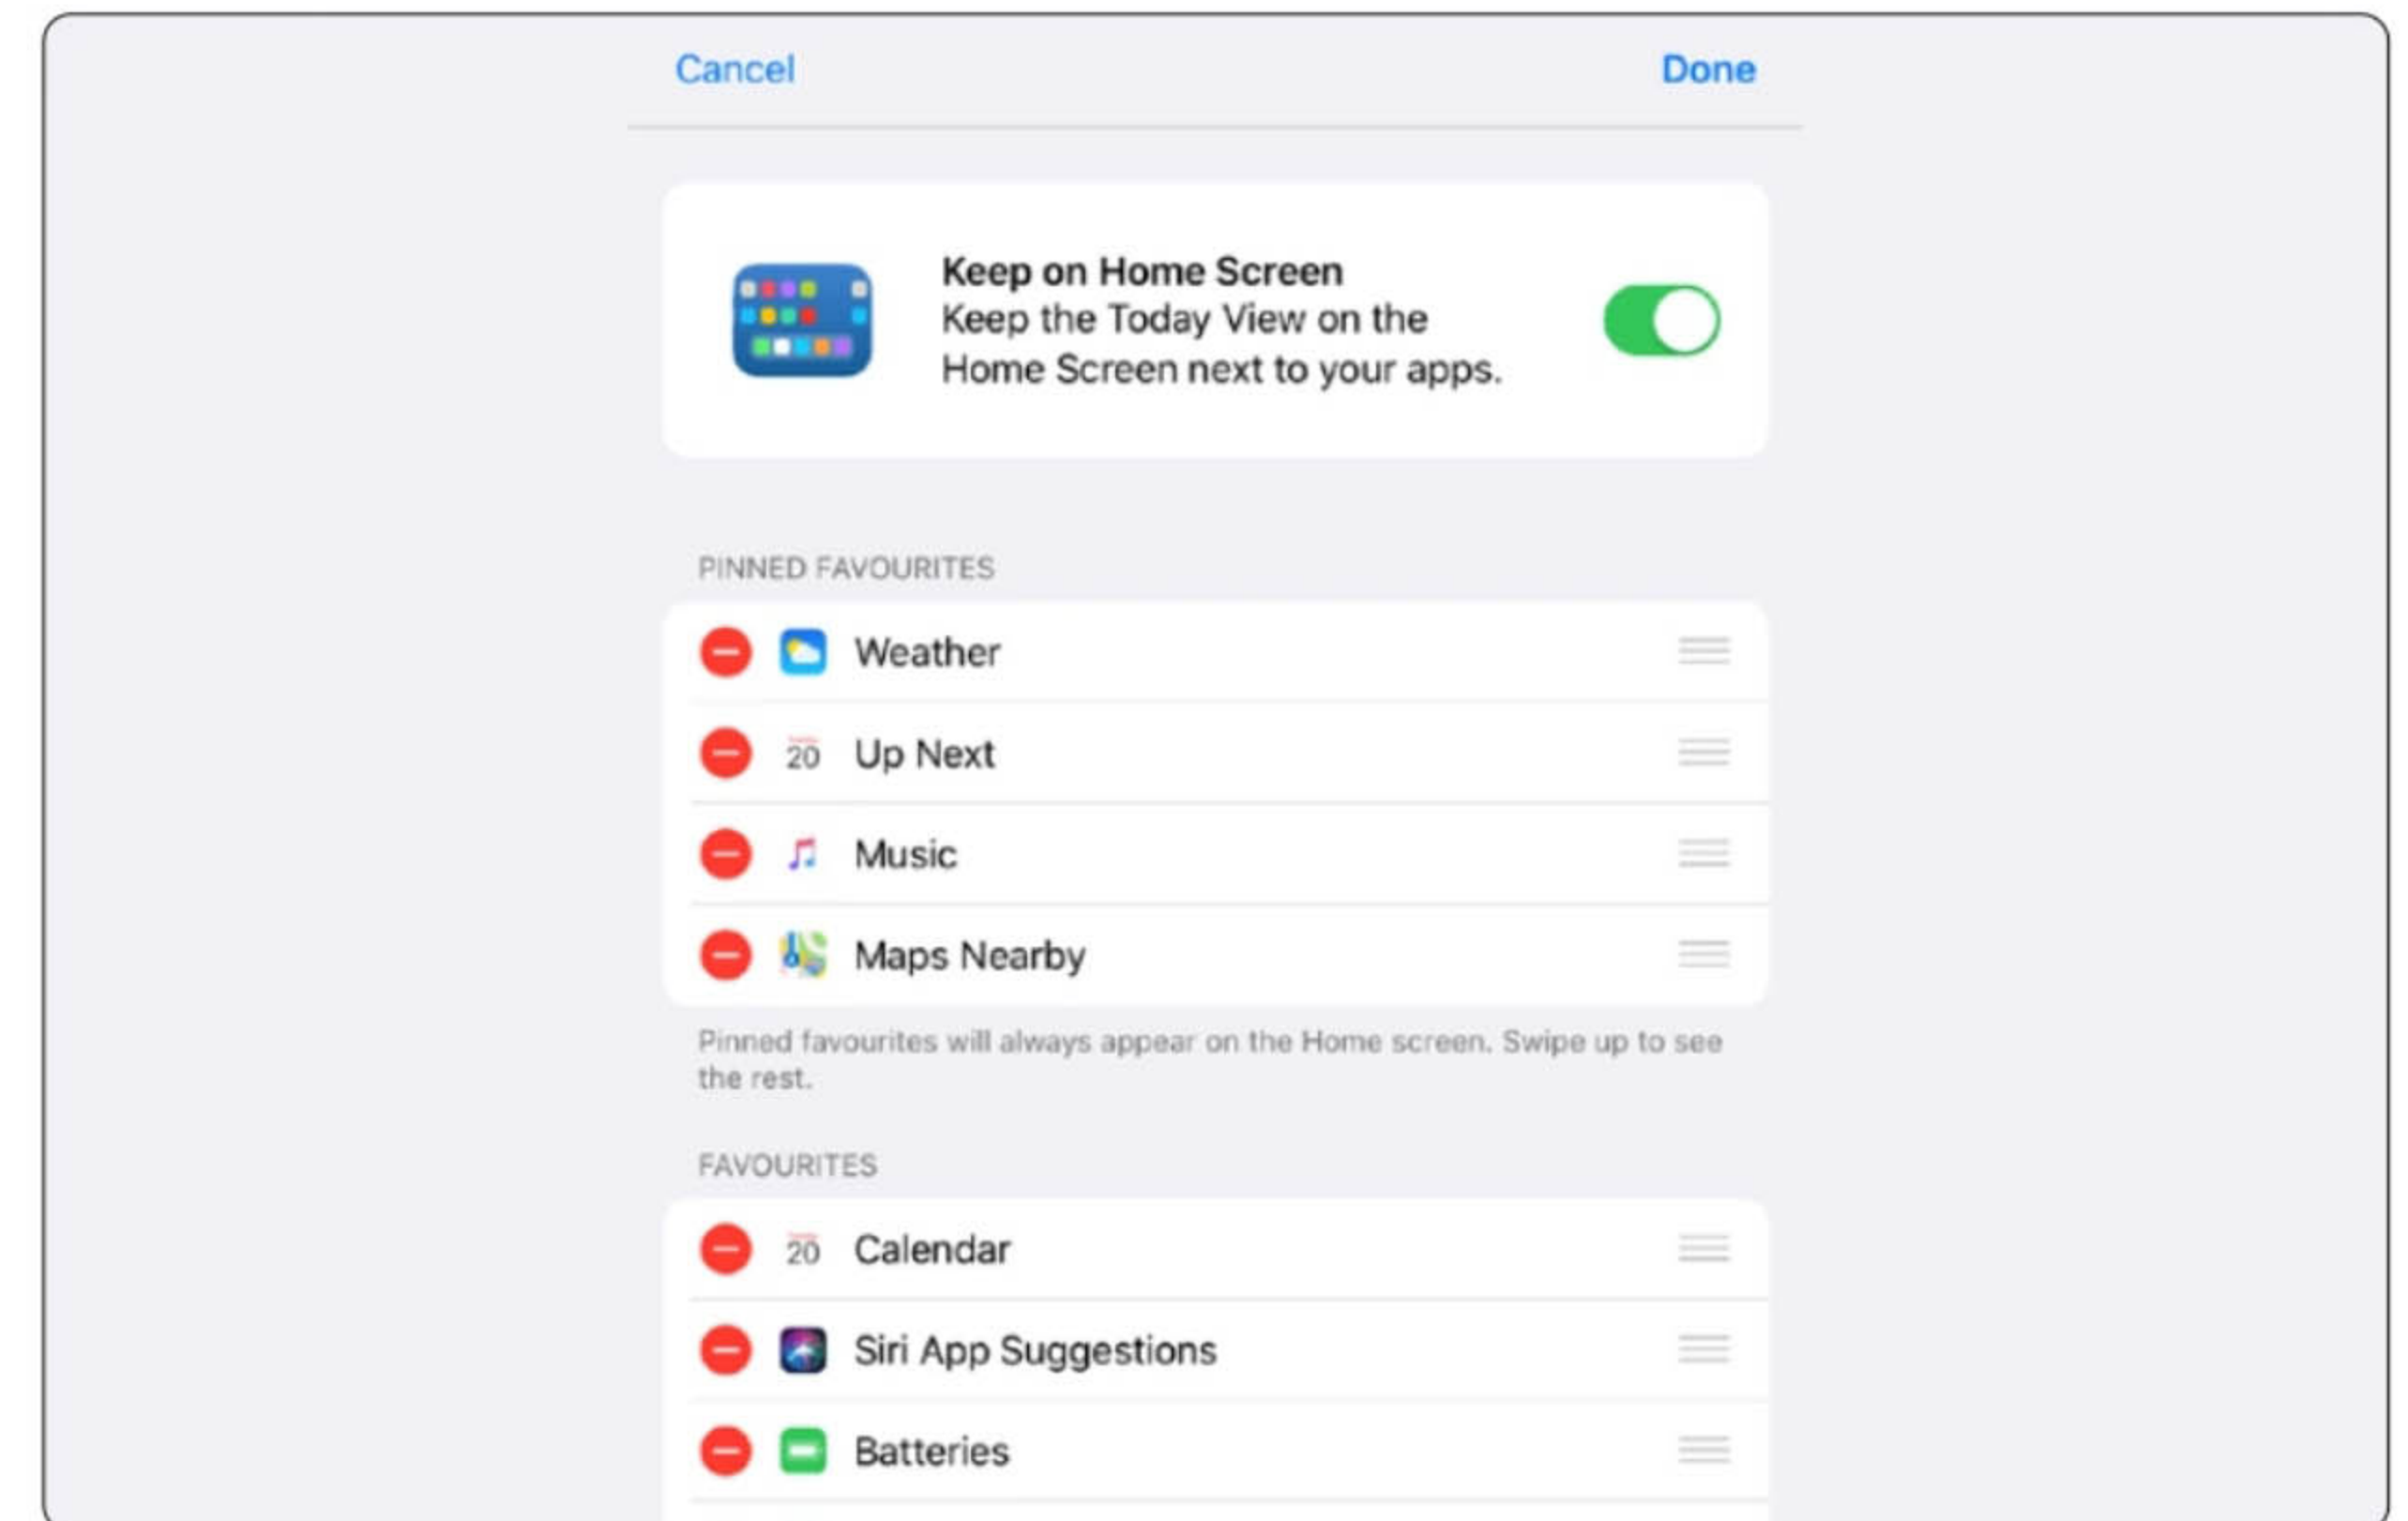 Cancel
Done
Keep on Home Screen
Keep the Today View on the
Home Screen next to your apps.
PINNED FAVOURITES
Weather
20
Up Next
Music
Maps Nearby
Pinned favourites will always appear on the Home screen. Swipe up to see
the rest.
FAVOURITES
20
Calendar
Siri App Suggestions
Batteries